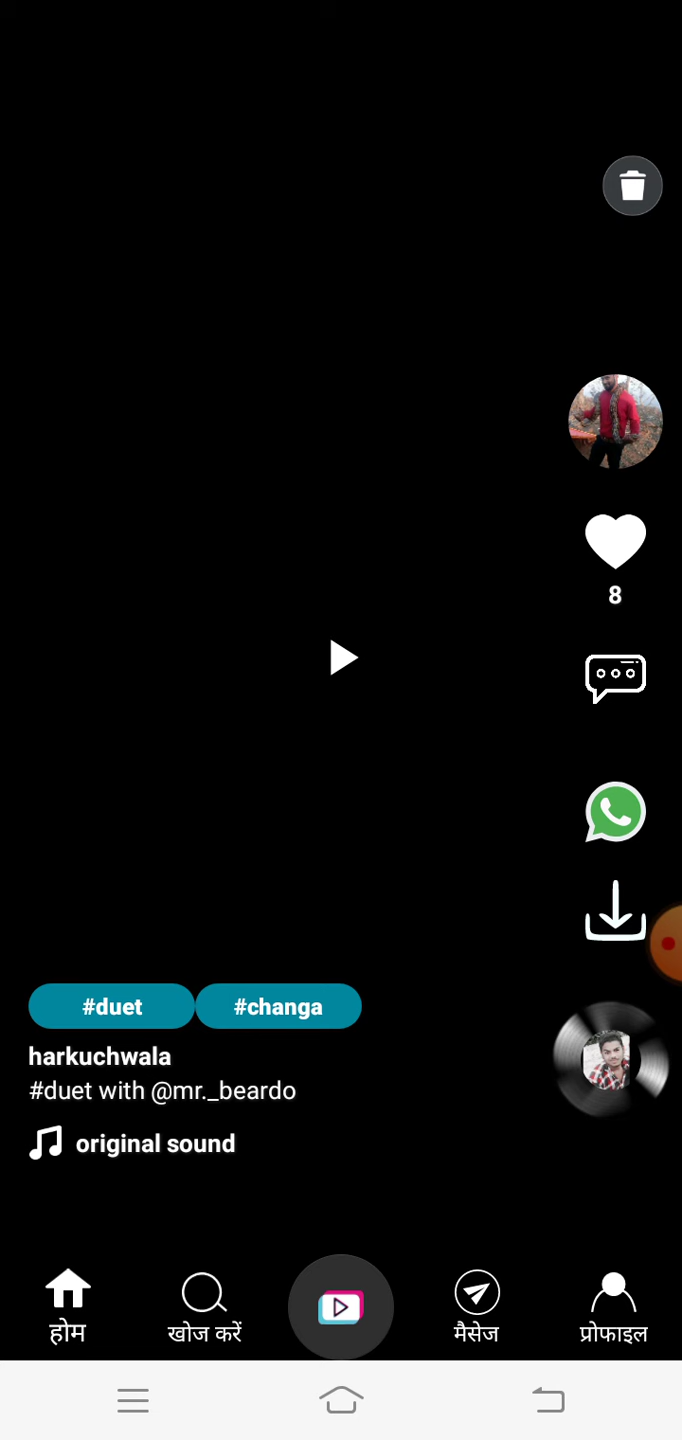 8
#duet #changa
harkuchwala
#duet with @mr._beardo
original sound
होम खोज करें मैसेज प्रोफाइल